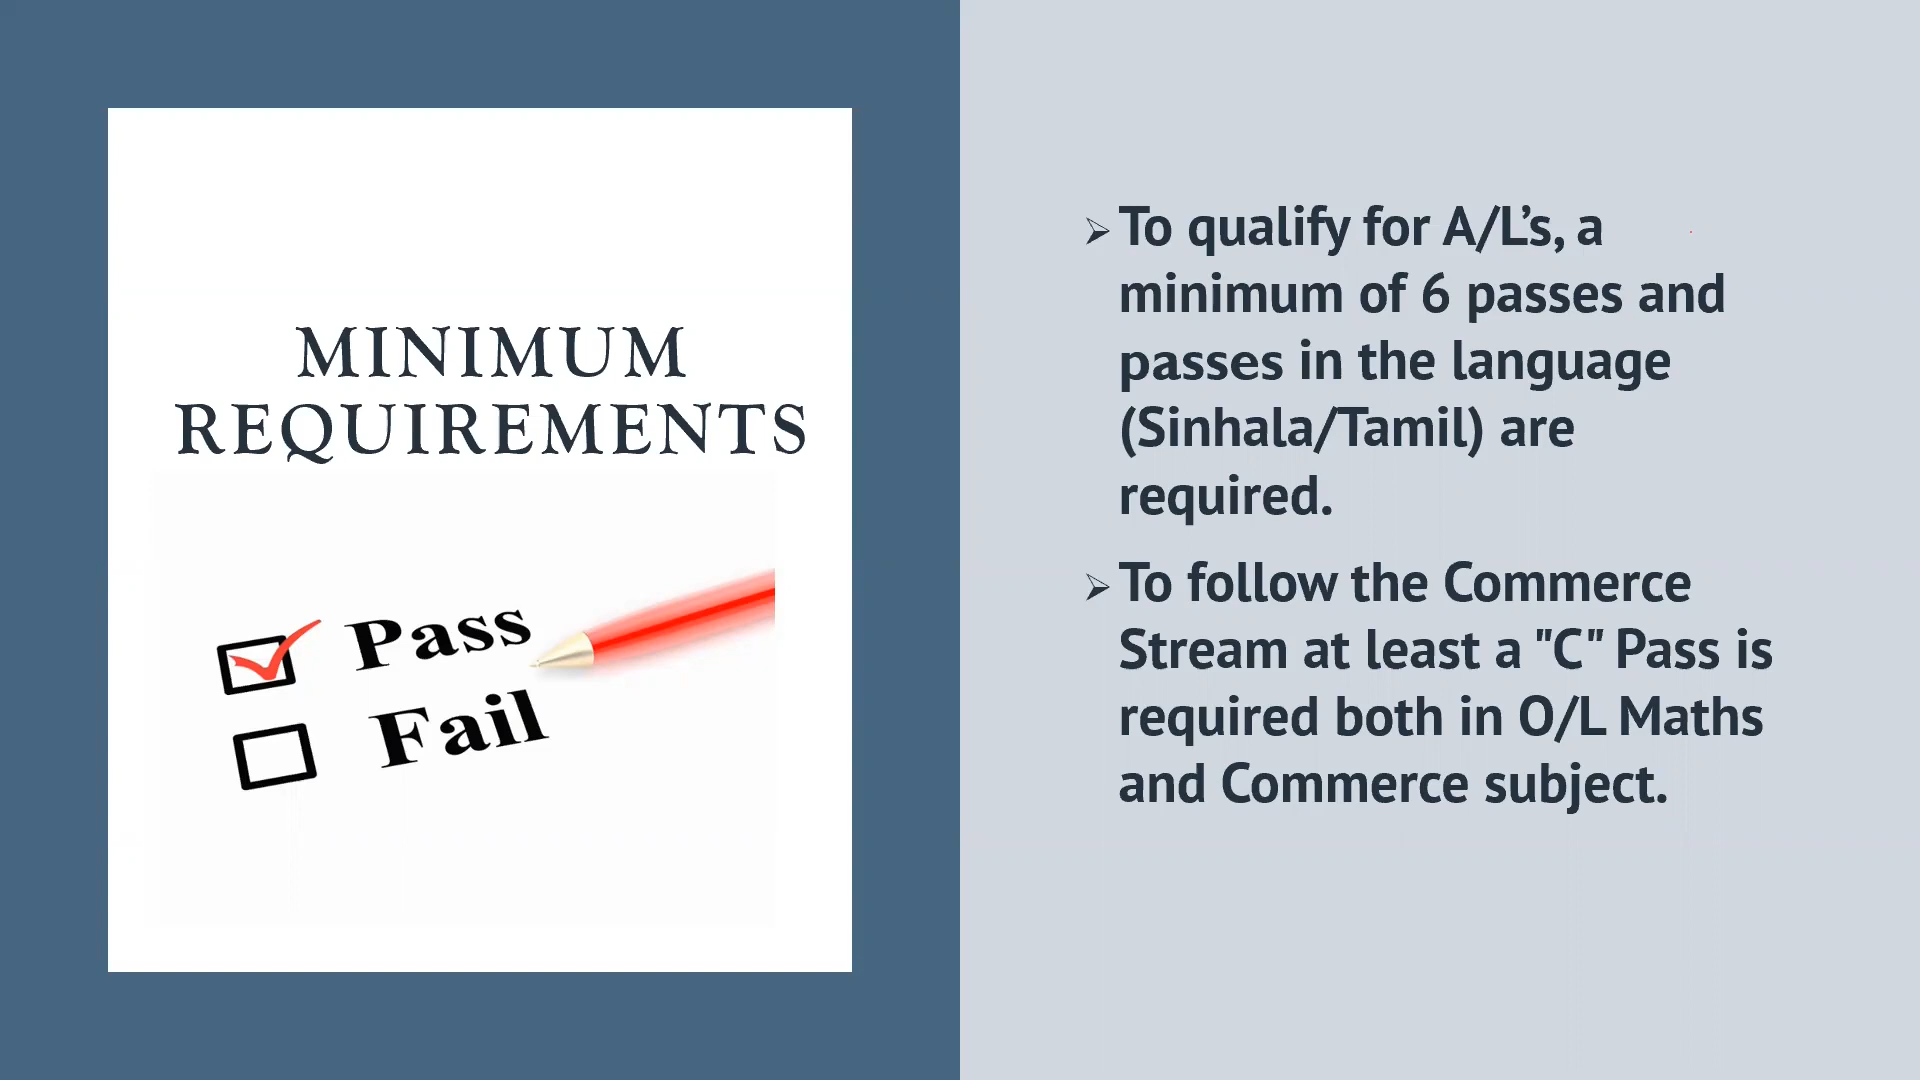 MINIMUM
REQUIREMENTS
Pass
Fail
To qualify for A/L’s, a
minimum of 6 passes and
passes in the language
(Sinhala/Tamil) are
required.
To follow the Commerce
Stream at least a "C" Pass is
required both in O/L Maths
and Commerce subject.